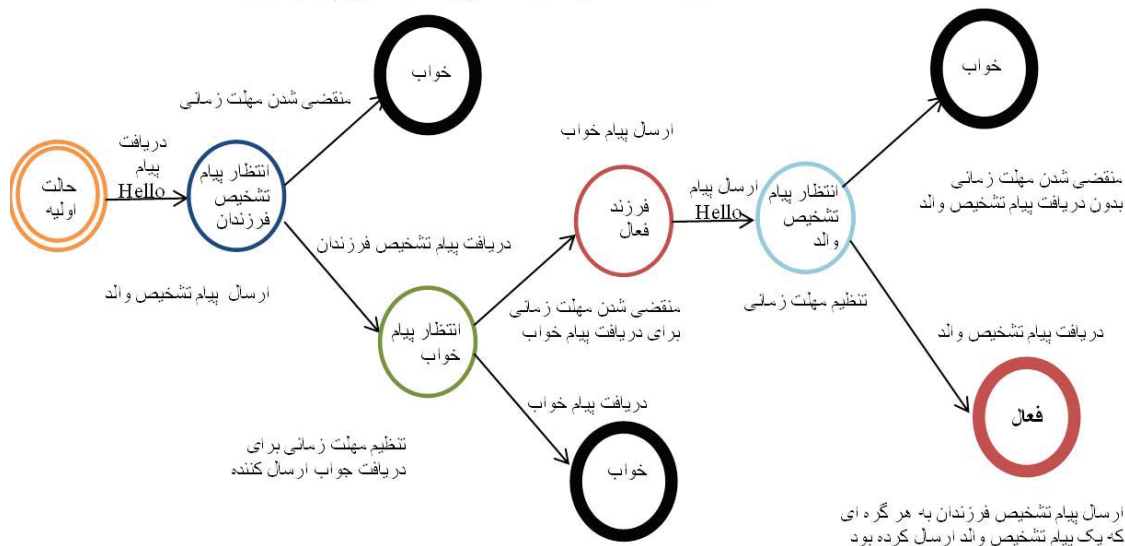 خواب
خواب
منقضی شدن مهلت زمانی
ارسال پیام خواب
دریافت
پیام
Hello
حالت
اولیه
انتظار پیام
تشخیص
فرزندان
فرزند
فعال
ارسال پیام
Hello
انتظار پیام
تشخیص
والد
منقضی شدن مهلت زمانی
بدون دریافت پیام تشخیص والد
دریافت پیام تشخیص فرزندان
ارسال پیام تشخیص والد
انتظار پیام
خواب
منقضی شدن مهلت زمانی
برای دریافت پیام خواب
تنظیم مهلت زمانی
دریافت پیام تشخیص والد
دریافت پیام خواب
فعال
تنظیم مهلت زمانی برای
دریافت جواب ارسال کننده
خواب
ارسال پیام تشخیص فرزندان به هر گره ای
که یک پیام تشخیص والد ارسال کرده بود